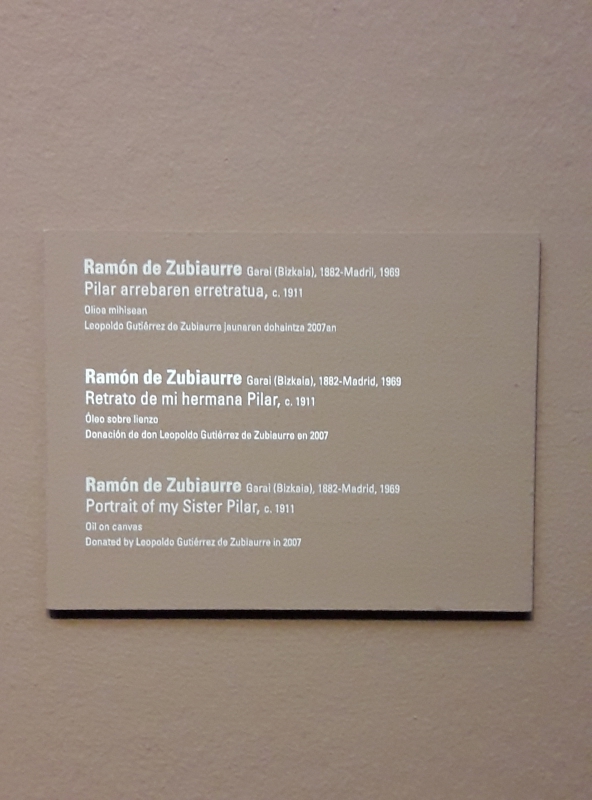 Ramón de Zubiaurre Garai (Bizkaia), 1882-Madril, 1969
Pilar arrebaren erretratua, c. 1911
Olioa mihisean
Leopoldo Gutiérrez de Zubiaurre jaunaren dohaintza 2007an
Ramón de Zubiaurre Garai (Bizkaia), 1882-Madrid, 1969
Retrato de mi hermana Pilar, c. 1911
Óleo sobre lienzo
Donación de don Leopoldo Gutiérrez de Zubiaurre en 2007
Ramón de Zubiaurre Garai (Bizkaia), 1882-Madrid, 1969
Portrait of my Sister Pilar, c. 1911
Oil on canvas
Donated by Leopoldo Gutiérrez de Zubiaurre in 2007